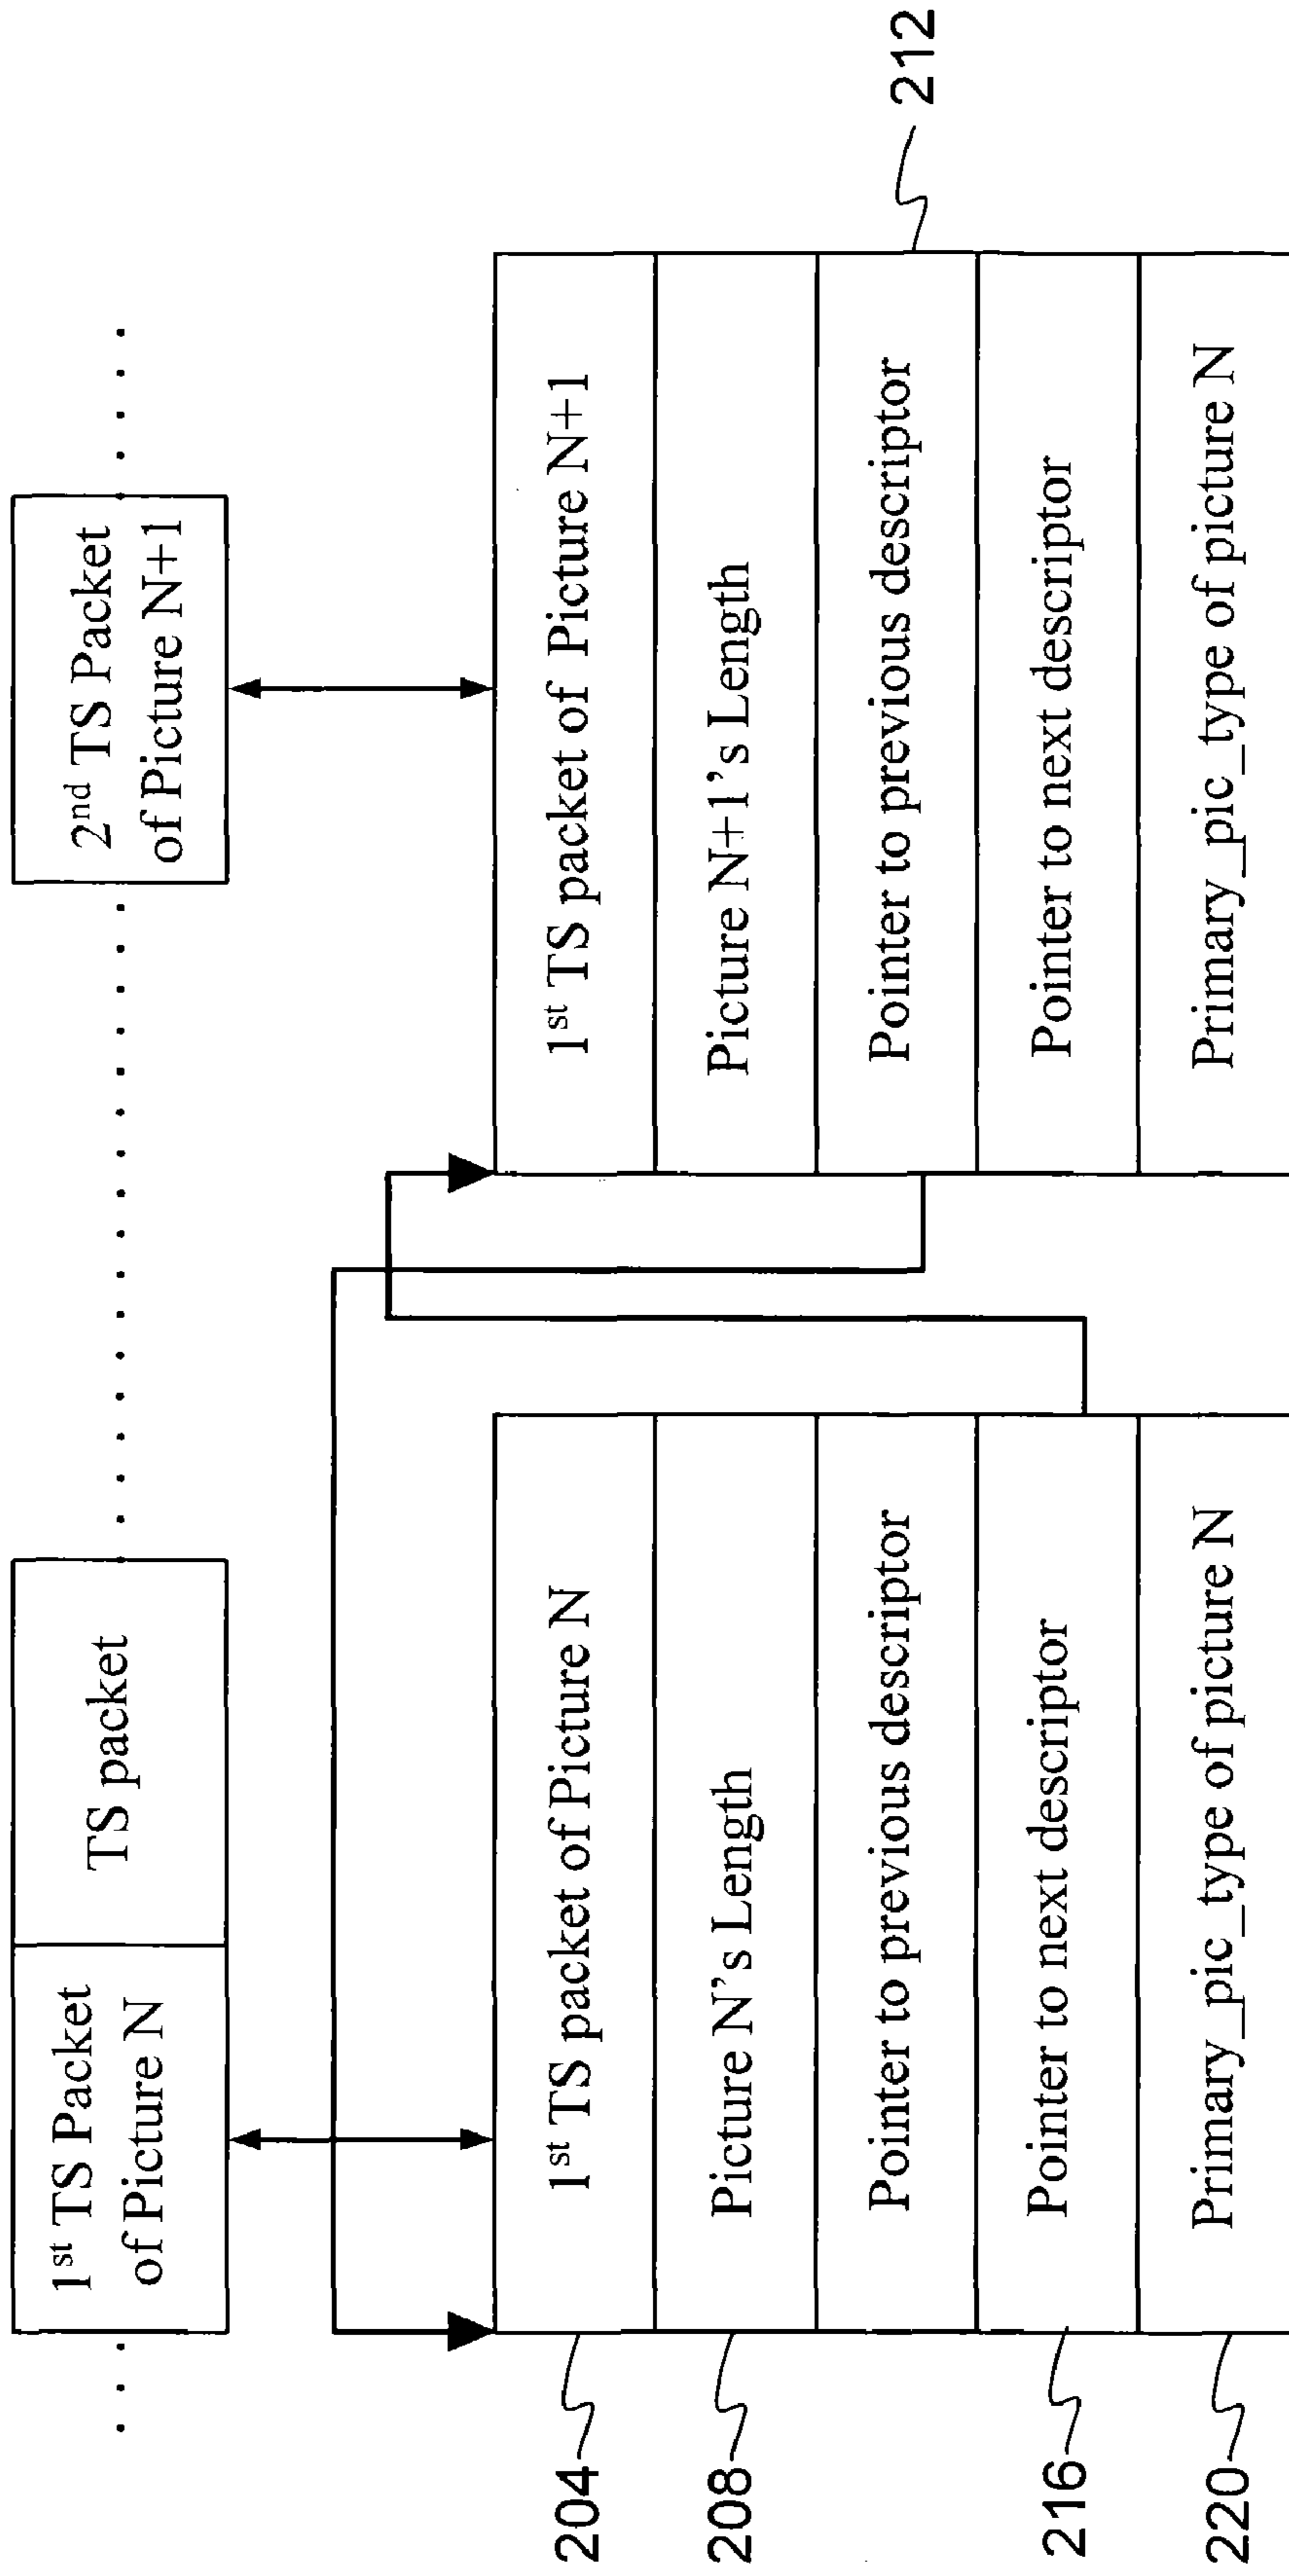 1st TS Packet
of Picture N
TS packet
2nd TS Packet
of Picture N+1
204
1st TS packet of Picture N
208
Picture N's Length
Pointer to previous descriptor
216
Pointer to next descriptor
220
Primary_pic_type of picture N
1st TS packet of Picture N+1
Picture N+1's Length
Pointer to previous descriptor
212
Pointer to next descriptor
Primary_pic_type of picture N